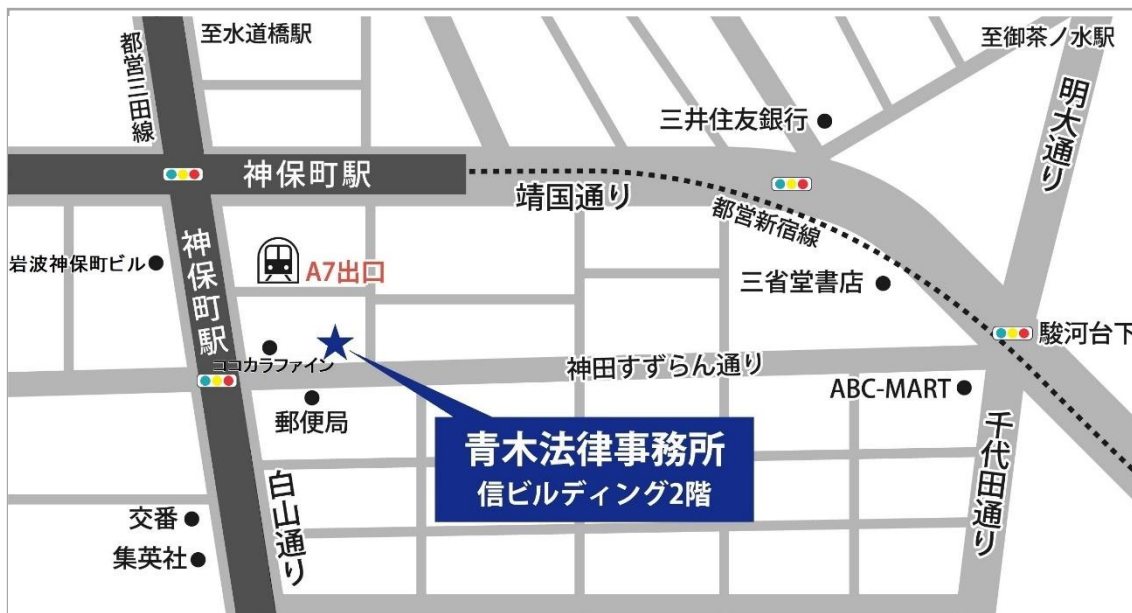 至水道橋駅
都営三田線
至御茶ノ水駅
明大通り
三井住友銀行
神保町駅
靖国通り
都営新宿線
岩波神保町ビル
神保町駅
A7出口
三省堂書店
駿河台下
ココカラファイン
神田すずらん通り
郵便局
ABC-MART
青木法律事務所
信ビルディング2階
千代田通り
白山通り
交番
集英社